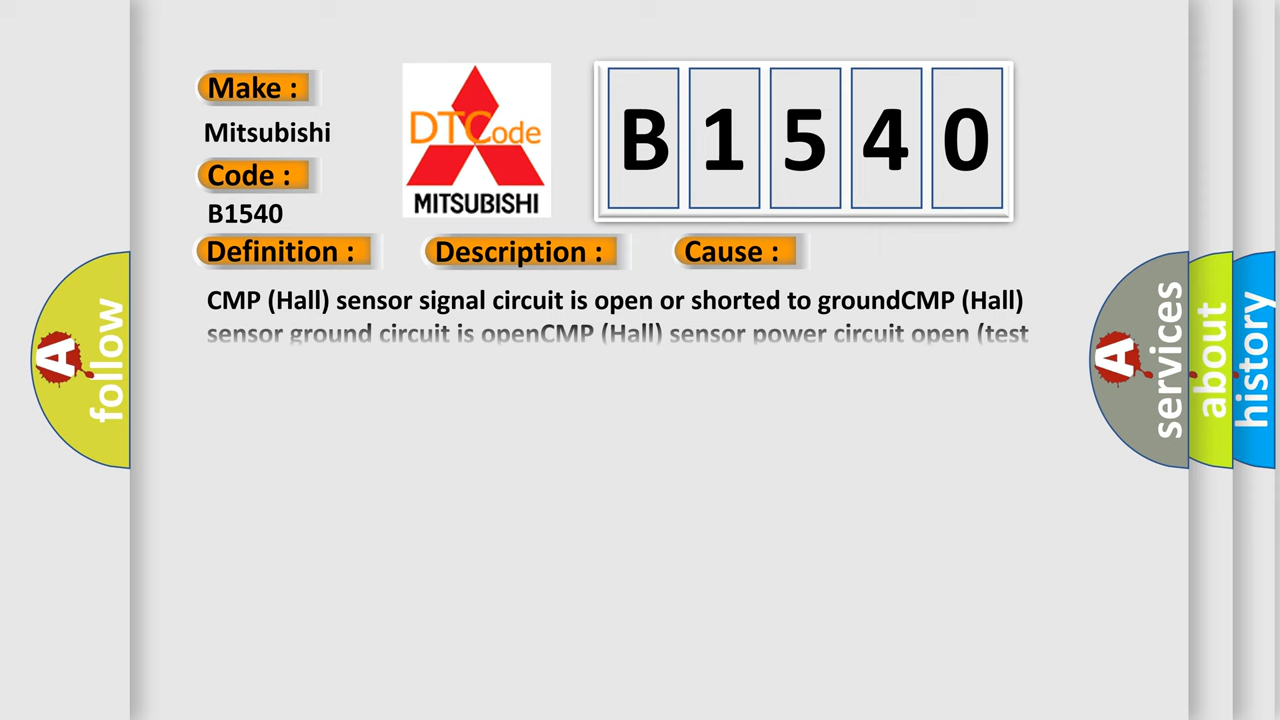 Make :
Mitsubishi
Code :
B1540
DTCode
MITSUBISHI
B 1 5 4 0
Definition :
Description :
Cause :
CMP (Hall) sensor signal circuit is open or shorted to groundCMP (Hall)
sensor ground circuit is openCMP (Hall) sensor power circuit open (test
A follow
A services
about
history